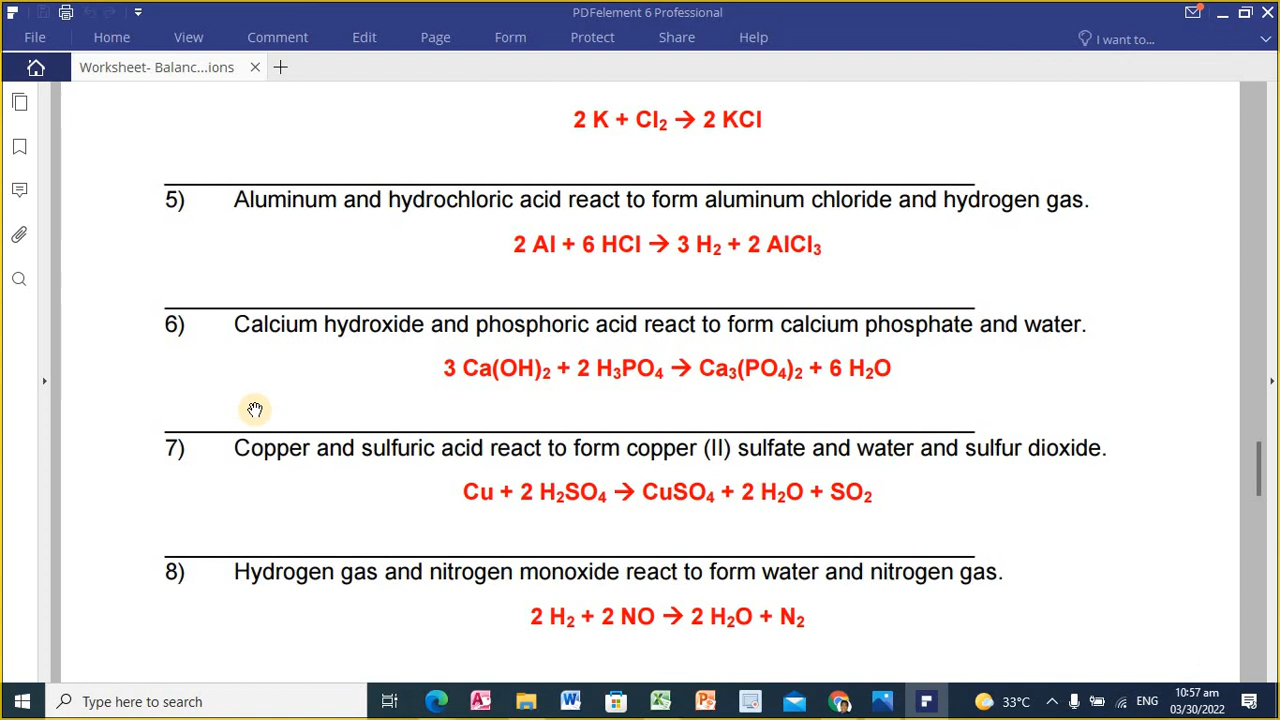 PDFelement 6 Professional
File Home View Comment Edit Page Form Protect Share Help I want to...
Worksheet- Balanc...ions
2 K + Cl₂ → 2 KCl
5) Aluminum and hydrochloric acid react to form aluminum chloride and hydrogen gas.
2 Al + 6 HCl → 3 H₂ + 2 AlCl₃
6) Calcium hydroxide and phosphoric acid react to form calcium phosphate and water.
3 Ca(OH)₂ + 2 H₃PO₄ → Ca₃(PO₄)₂ + 6 H₂O
7) Copper and sulfuric acid react to form copper (II) sulfate and water and sulfur dioxide.
Cu + 2 H₂SO₄ → CuSO₄ + 2 H₂O + SO₂
8) Hydrogen gas and nitrogen monoxide react to form water and nitrogen gas.
2 H₂ + 2 NO → 2 H₂O + N₂
Type here to search 33°C ENG 10:57 am
03/30/2022